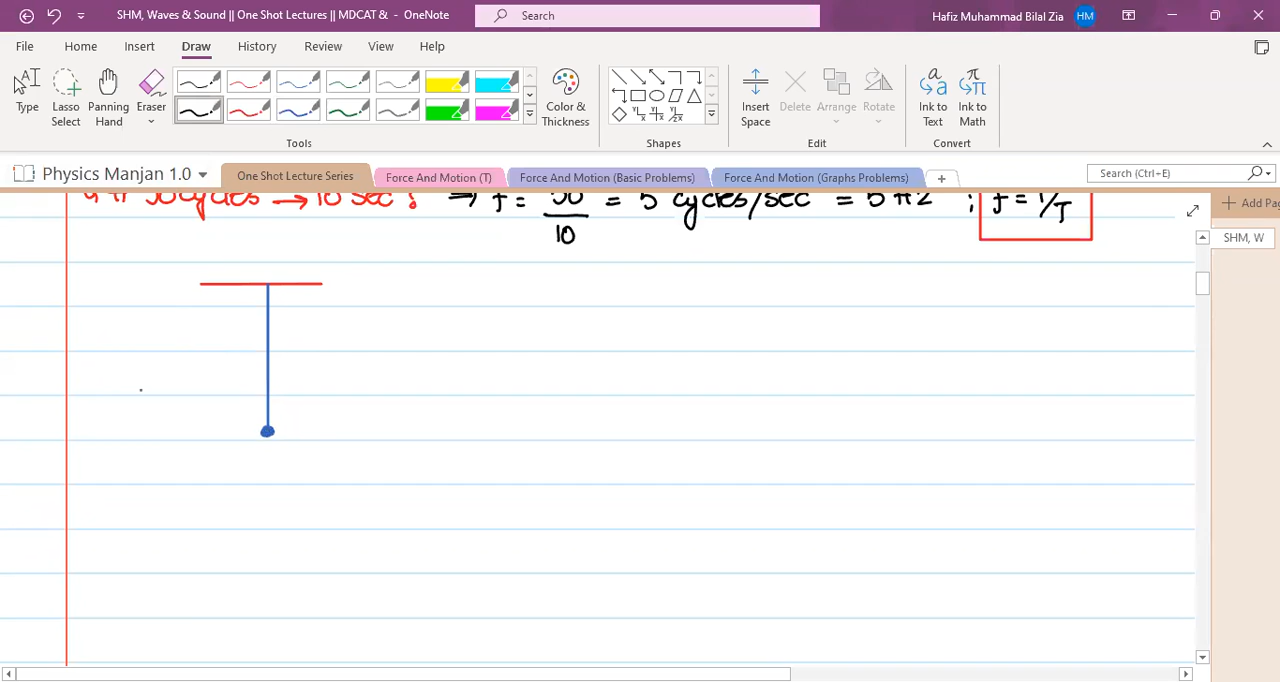 SHM, Waves & Sound || One Shot Lectures || MDCAT & - OneNote
Search
Hafiz Muhammad Bilal Zia HM
File Home Insert Draw History Review View Help
Type
Lasso Select
Panning Hand
Eraser
Color & Thickness
Insert Space
Delete
Arrange
Rotate
Ink to Text
Ink to Math
Tools
Shapes
Edit
Convert
Physics Manjan 1.0
One Shot Lecture Series
Force And Motion (T)
Force And Motion (Basic Problems)
Force And Motion (Graphs Problems)
Search (Ctrl+E)
Add Pag
SHM, W
50 cycles → 10 sec : ⇒ f = 50/10 = 5 cycles/sec = 5 Hz ; f = 1/T